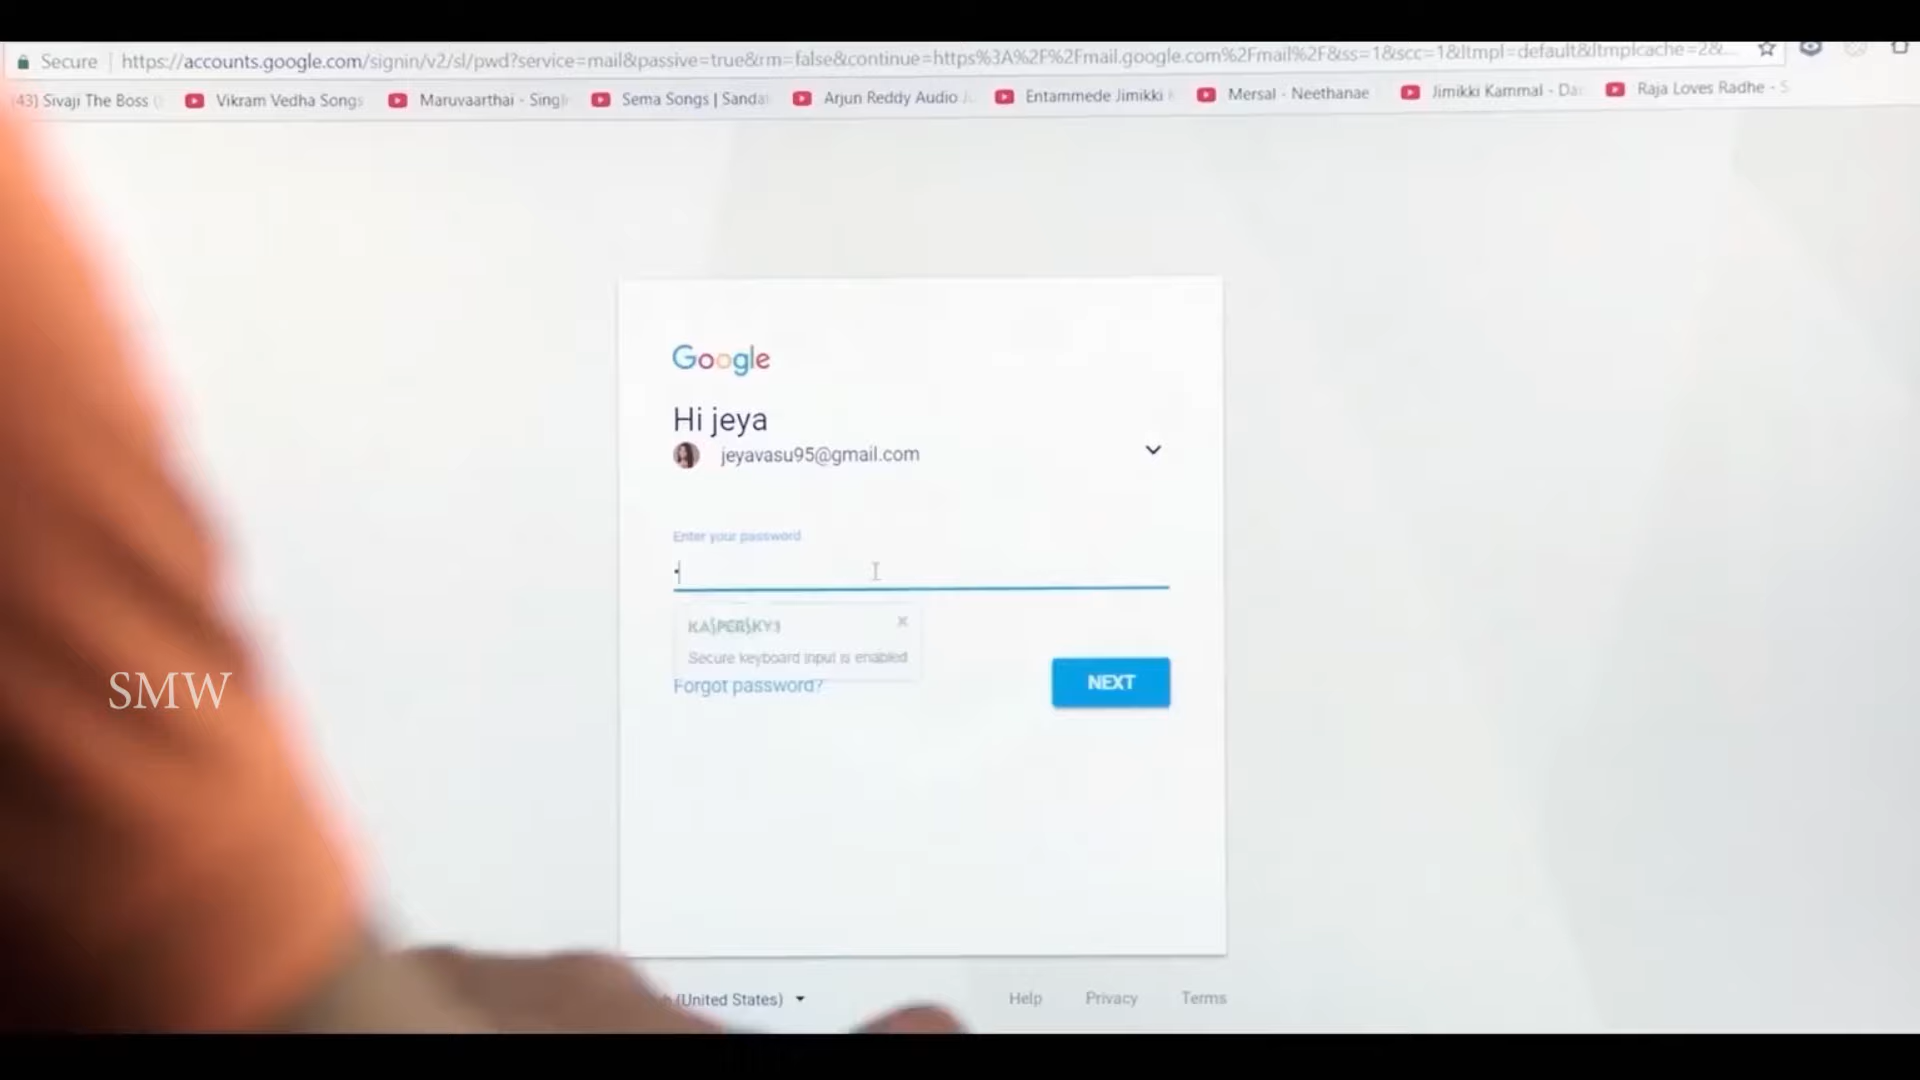 Secure https://accounts.google.com/signin/v2/sl/pwd?service=mail&passive=true&rm=false&continue=https%3A%2F%2Fmail.google.com%2Fmail%2F&ss=1&scc=1&ltmpl=default&ltmplcache=2&...
43) Sivaji The Boss ( Vikram Vedha Songs Maruvaarthai - Singl Sema Songs | Sanda Arjun Reddy Audio J Entammede Jimikki Mersal - Neethanae Jimikki Kammal - Da Raja Loves Radhe - S
Google
Hi jeya
jeyavasu95@gmail.com
Enter your password
KASPERSKY
Secure keyboard input is enabled
Forgot password?
NEXT
SMW
(United States)
Help Privacy Terms